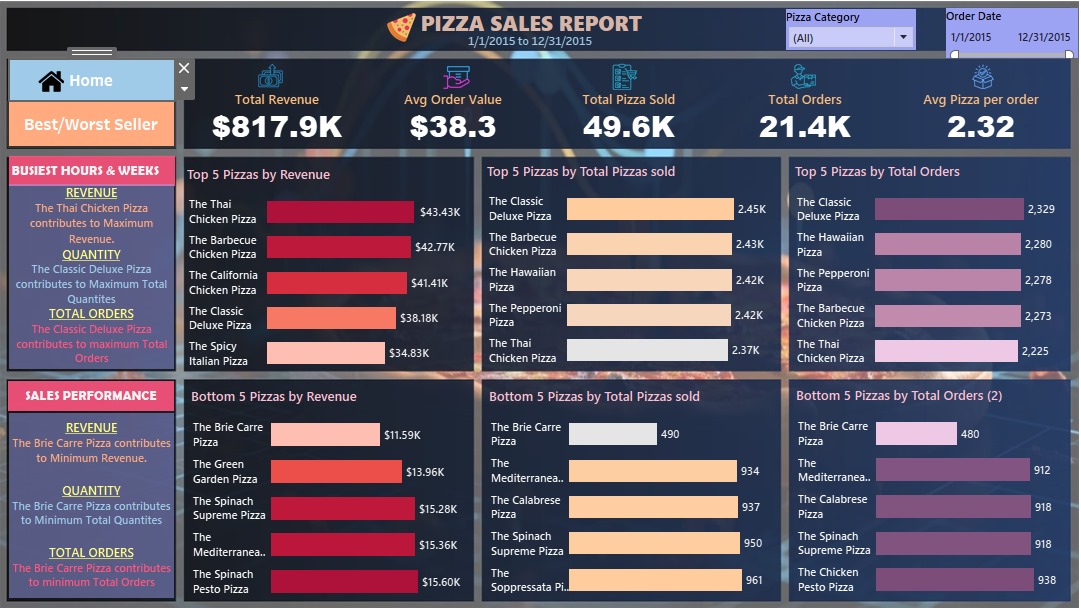 PIZZA SALES REPORT
1/1/2015 to 12/31/2015
Pizza Category
(All)
Order Date
1/1/2015 12/31/2015
Home
Best/Worst Seller
Total Revenue
$817.9K
Avg Order Value
$38.3
Total Pizza Sold
49.6K
Total Orders
21.4K
Avg Pizza per order
2.32
BUSIEST HOURS & WEEKS
REVENUE
The Thai Chicken Pizza
contributes to Maximum
Revenue.
QUANTITY
The Classic Deluxe Pizza
contributes to Maximum Total
Quantites
TOTAL ORDERS
The Classic Deluxe Pizza
contributes to maximum Total
Orders
Top 5 Pizzas by Revenue
The Thai
Chicken Pizza
$43.43K
The Barbecue
Chicken Pizza
$42.77K
The California
Chicken Pizza
$41.41K
The Classic
Deluxe Pizza
$38.18K
The Spicy
Italian Pizza
$34.83K
Top 5 Pizzas by Total Pizzas sold
The Classic
Deluxe Pizza
2.45K
The Barbecue
Chicken Pizza
2.43K
The Hawaiian
Pizza
2.42K
The Pepperoni
Pizza
2.42K
The Thai
Chicken Pizza
2.37K
Top 5 Pizzas by Total Orders
The Classic
Deluxe Pizza
2,329
The Hawaiian
Pizza
2,280
The Pepperoni
Pizza
2,278
The Barbecue
Chicken Pizza
2,273
The Thai
Chicken Pizza
2,225
SALES PERFORMANCE
REVENUE
The Brie Carre Pizza contributes
to Minimum Revenue.
QUANTITY
The Brie Carre Pizza contributes
to Minimum Total Quantites
TOTAL ORDERS
The Brie Carre Pizza contributes
to minimum Total Orders
Bottom 5 Pizzas by Revenue
The Brie Carre
Pizza
$11.59K
The Green
Garden Pizza
$13.96K
The Spinach
Supreme Pizza
$15.28K
The
Mediterranea..
$15.36K
The Spinach
Pesto Pizza
$15.60K
Bottom 5 Pizzas by Total Pizzas sold
The Brie Carre
Pizza
490
The
Mediterranea..
934
The Calabrese
Pizza
937
The Spinach
Supreme Pizza
950
The
Soppressata Pi..
961
Bottom 5 Pizzas by Total Orders (2)
The Brie Carre
Pizza
480
The
Mediterranea..
912
The Calabrese
Pizza
918
The Spinach
Supreme Pizza
918
The Chicken
Pesto Pizza
938